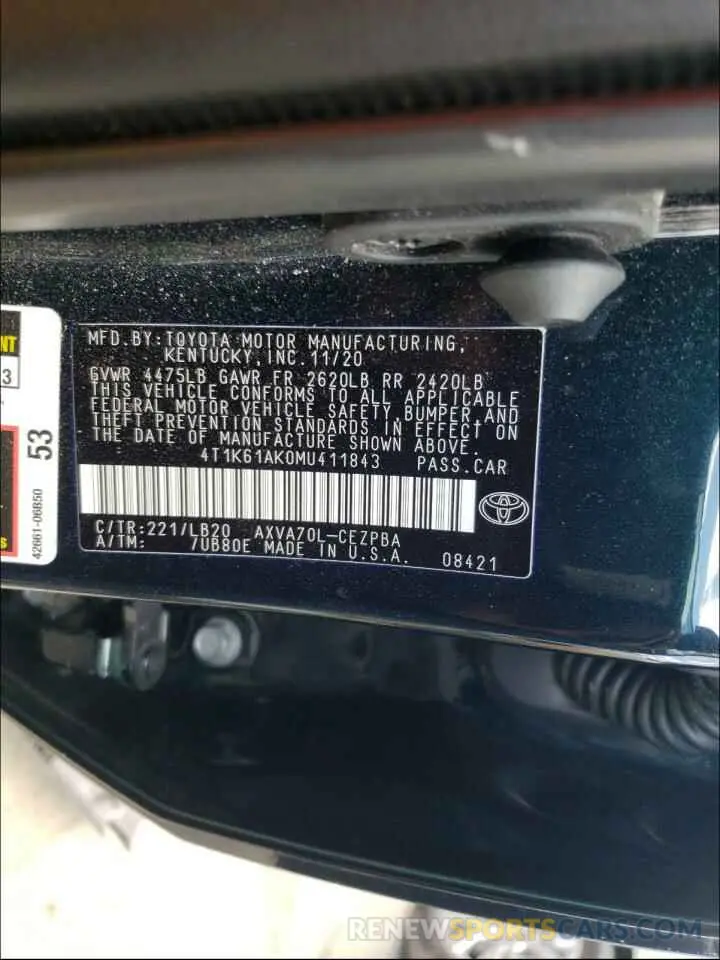 MFD.BY:TOYOTA MOTOR MANUFACTURING,
KENTUCKY,INC.11/20
GVWR 4475LB GAWR FR 2620LB RR 2420LB
THIS VEHICLE CONFORMS TO ALL APPLICABLE
FEDERAL MOTOR VEHICLE SAFETY, BUMPER, AND
THEFT PREVENTION STANDARDS IN EFFECT ON
THE DATE OF MANUFACTURE SHOWN ABOVE.
4T1K61AK0MU411843 PASS.CAR
C/TR:221/LB20 AXVA70L-CEZPBA
A/TM: 7UB80E MADE IN U.S.A. 08421
NT
3
53
42661-06B50
S
RENEWSPORTSCARS.COM